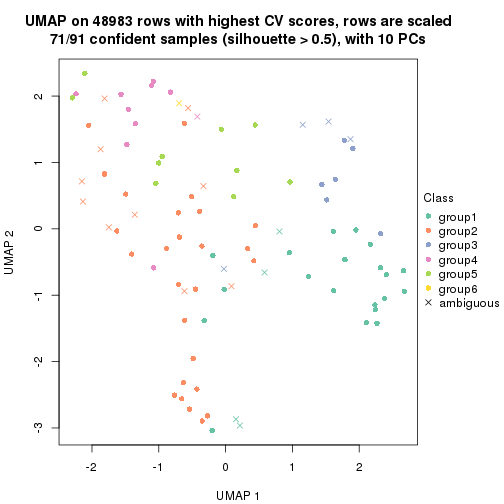 UMAP on 48983 rows with highest CV scores, rows are scaled
71/91 confident samples (silhouette > 0.5), with 10 PCs
2
1
0
-1
-2
-3
UMAP 2
-2
-1
0
1
2
UMAP 1
Class
group1
group2
group3
group4
group5
group6
ambiguous